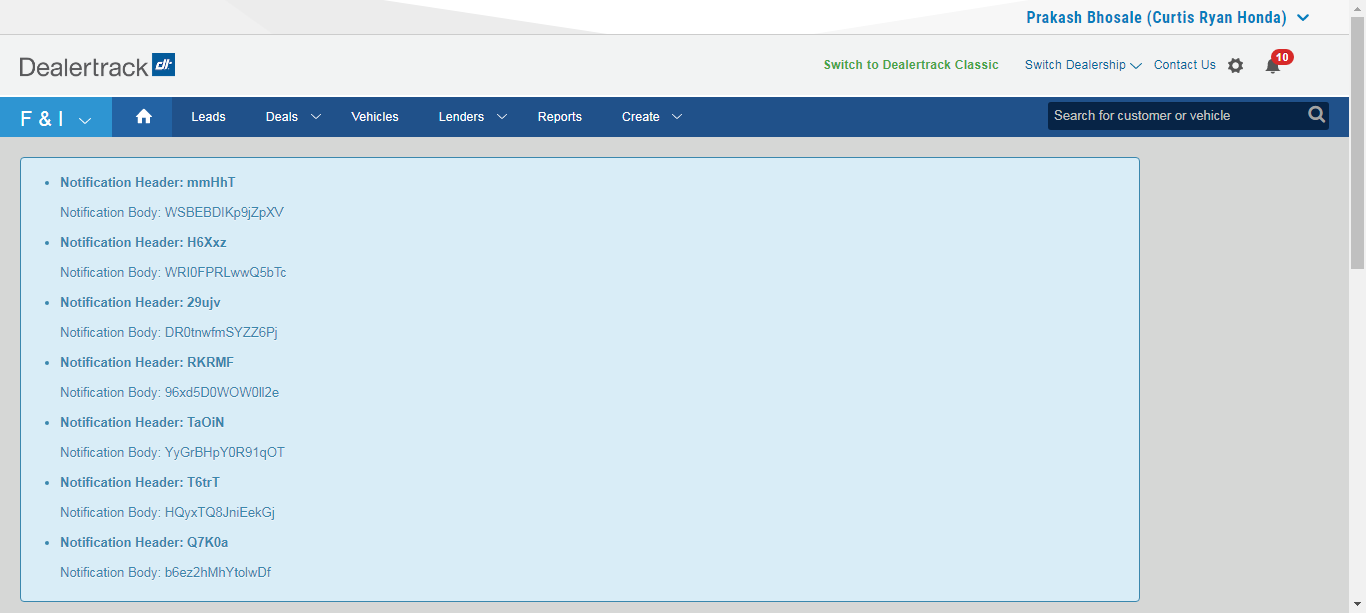 Prakash Bhosale (Curtis Ryan Honda)
Dealertrack dt
Switch to Dealertrack Classic Switch Dealership Contact Us 10
F & I Leads Deals Vehicles Lenders Reports Create Search for customer or vehicle
Notification Header: mmHhT
Notification Body: WSBEBDIKp9jZpXV
Notification Header: H6Xxz
Notification Body: WRI0FPRLwwQ5bTc
Notification Header: 29ujv
Notification Body: DR0tnwfmSYZZ6Pj
Notification Header: RKRMF
Notification Body: 96xd5D0WOW0ll2e
Notification Header: TaOiN
Notification Body: YyGrBHpY0R91qOT
Notification Header: T6trT
Notification Body: HQyxTQ8JniEekGj
Notification Header: Q7K0a
Notification Body: b6ez2hMhYtolwDf